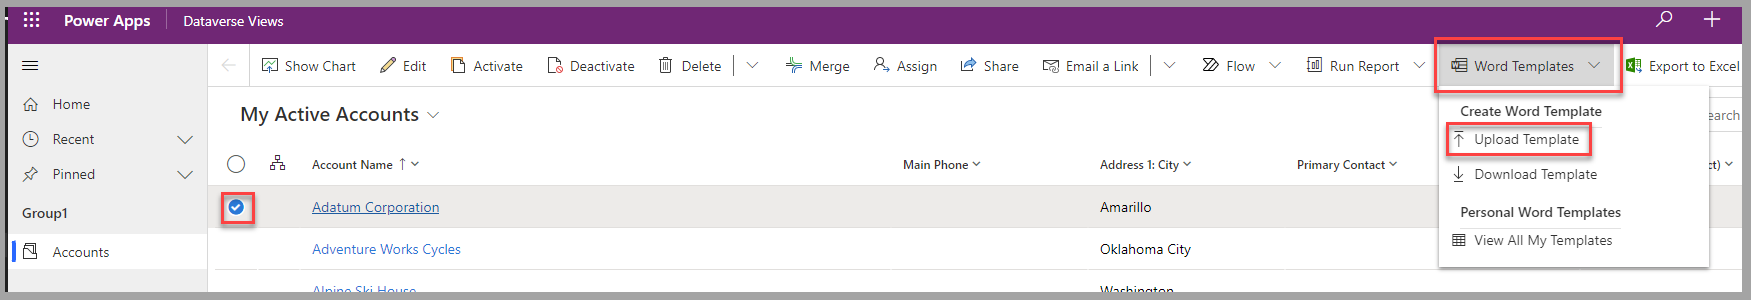 Power Apps Dataverse Views
Show Chart Edit Activate Deactivate Delete Merge Assign Share Email a Link Flow Run Report Word Templates Export to Excel
Home
Recent
Pinned
Group1
Accounts
My Active Accounts
Account Name Main Phone Address 1: City Primary Contact
Adatum Corporation Amarillo
Adventure Works Cycles Oklahoma City
Alpine Ski House Washington
Create Word Template
Upload Template
Download Template
Personal Word Templates
View All My Templates
earch
ct)